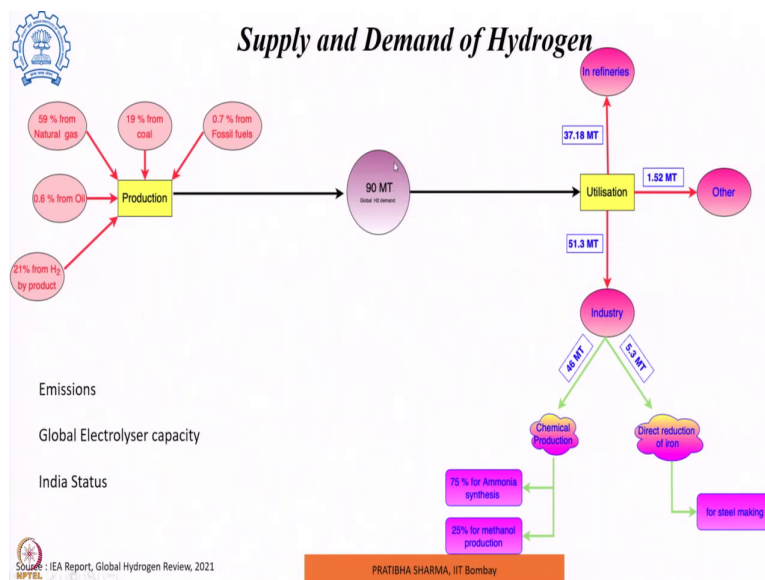 Supply and Demand of Hydrogen
In refineries
59 % from
Natural gas
19 % from
coal
0.7 % from
Fossil fuels
37.18 MT
0.6 % from Oil
Production
90 MT
Global H2 demand
Utilisation
1.52 MT
Other
51.3 MT
21% from H2
by product
Industry
46 MT
5.3 MT
Emissions
Global Electrolyser capacity
India Status
Chemical
Production
Direct reduction
of iron
75 % for Ammonia
synthesis
25% for methanol
production
for steel making
Source : IEA Report, Global Hydrogen Review, 2021
NPTEL
PRATIBHA SHARMA, IIT Bombay